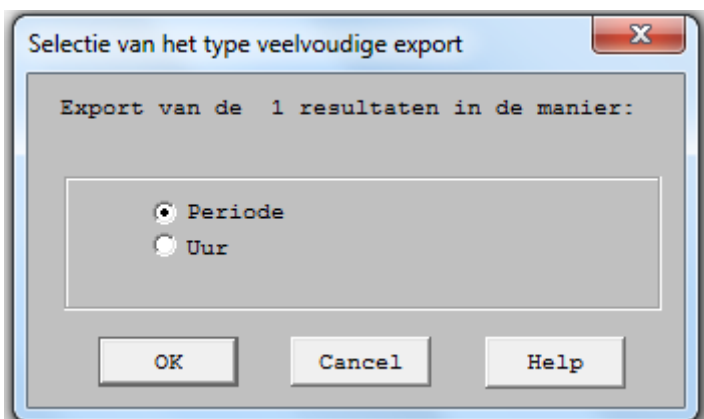 Selectie van het type veelvoudige export
Export van de 1 resultaten in de manier:
Periode
Uur
OK Cancel Help